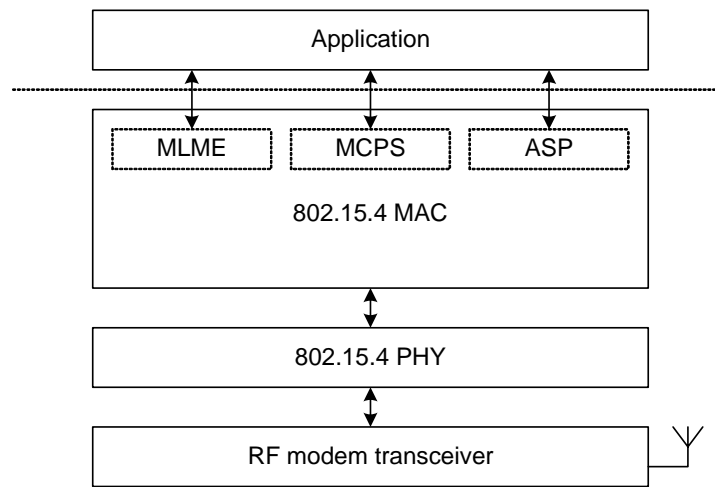 Application
MLME
MCPS
ASP
802.15.4 MAC
802.15.4 PHY
RF modem transceiver